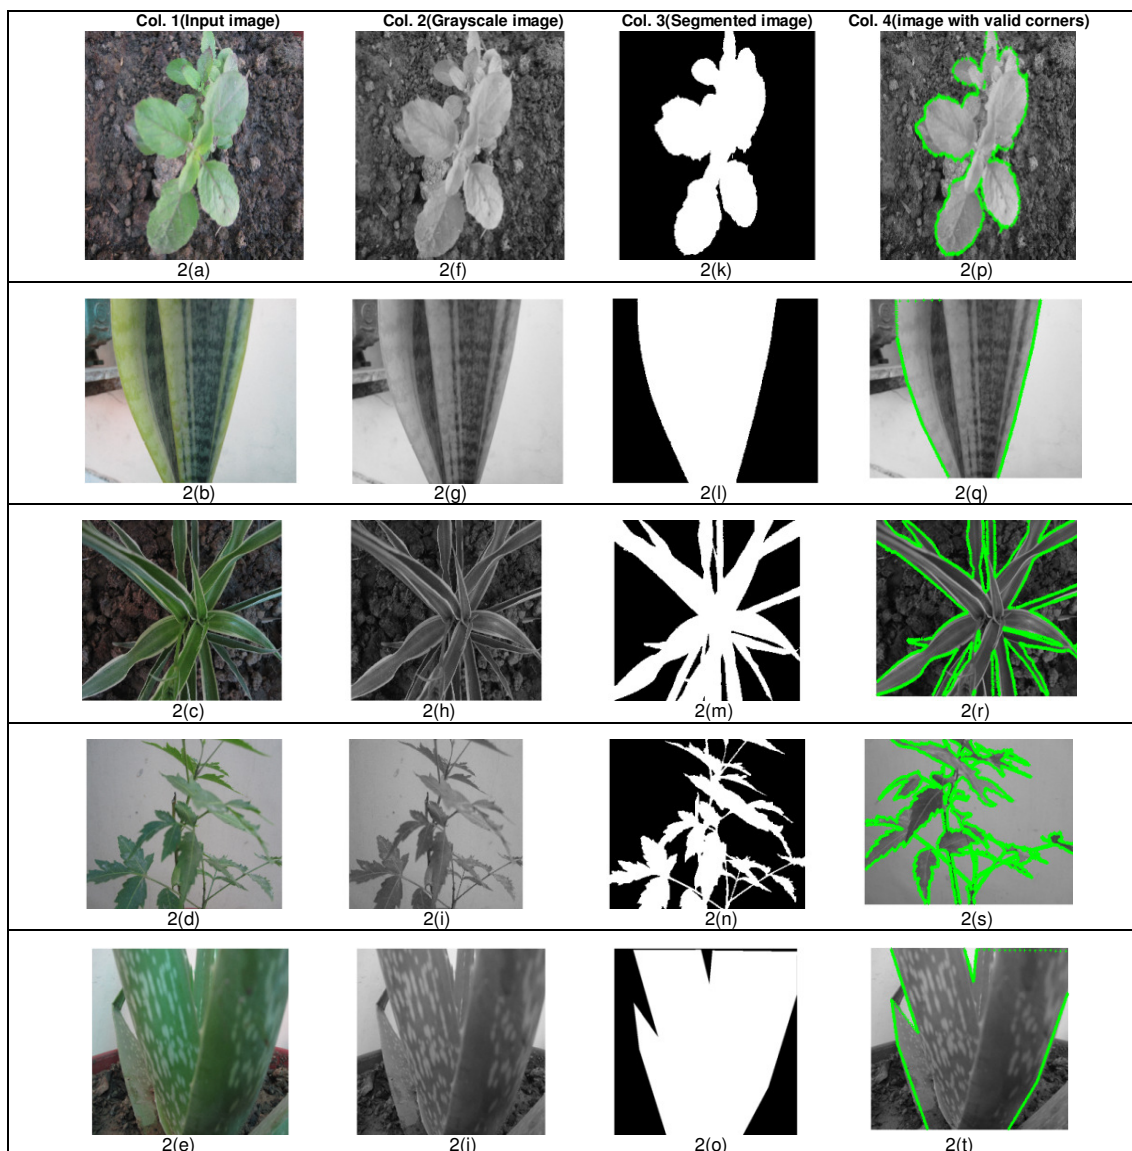 Col. 1(Input image) Col. 2(Grayscale image) Col. 3(Segmented image) Col. 4(image with valid corners)
2(a) 2(f) 2(k) 2(p)
2(b) 2(g) 2(l) 2(q)
2(c) 2(h) 2(m) 2(r)
2(d) 2(i) 2(n) 2(s)
2(e) 2(j) 2(o) 2(t)